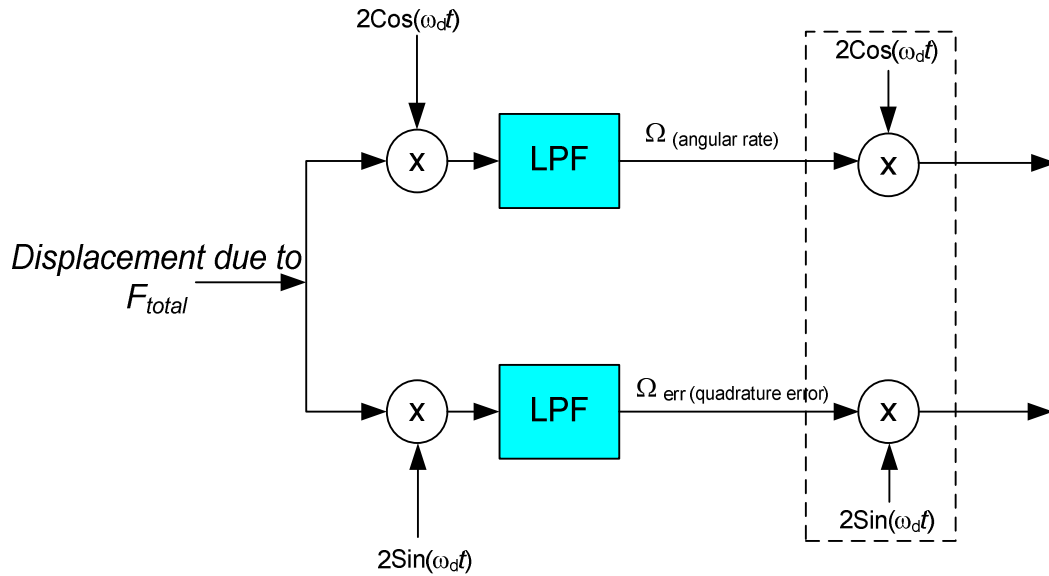 2Cos(ωdt)
2Cos(ωdt)
x
LPF
Ω (angular rate)
x
Displacement due to
Ftotal
x
LPF
Ω err (quadrature error)
x
2Sin(ωdt)
2Sin(ωdt)